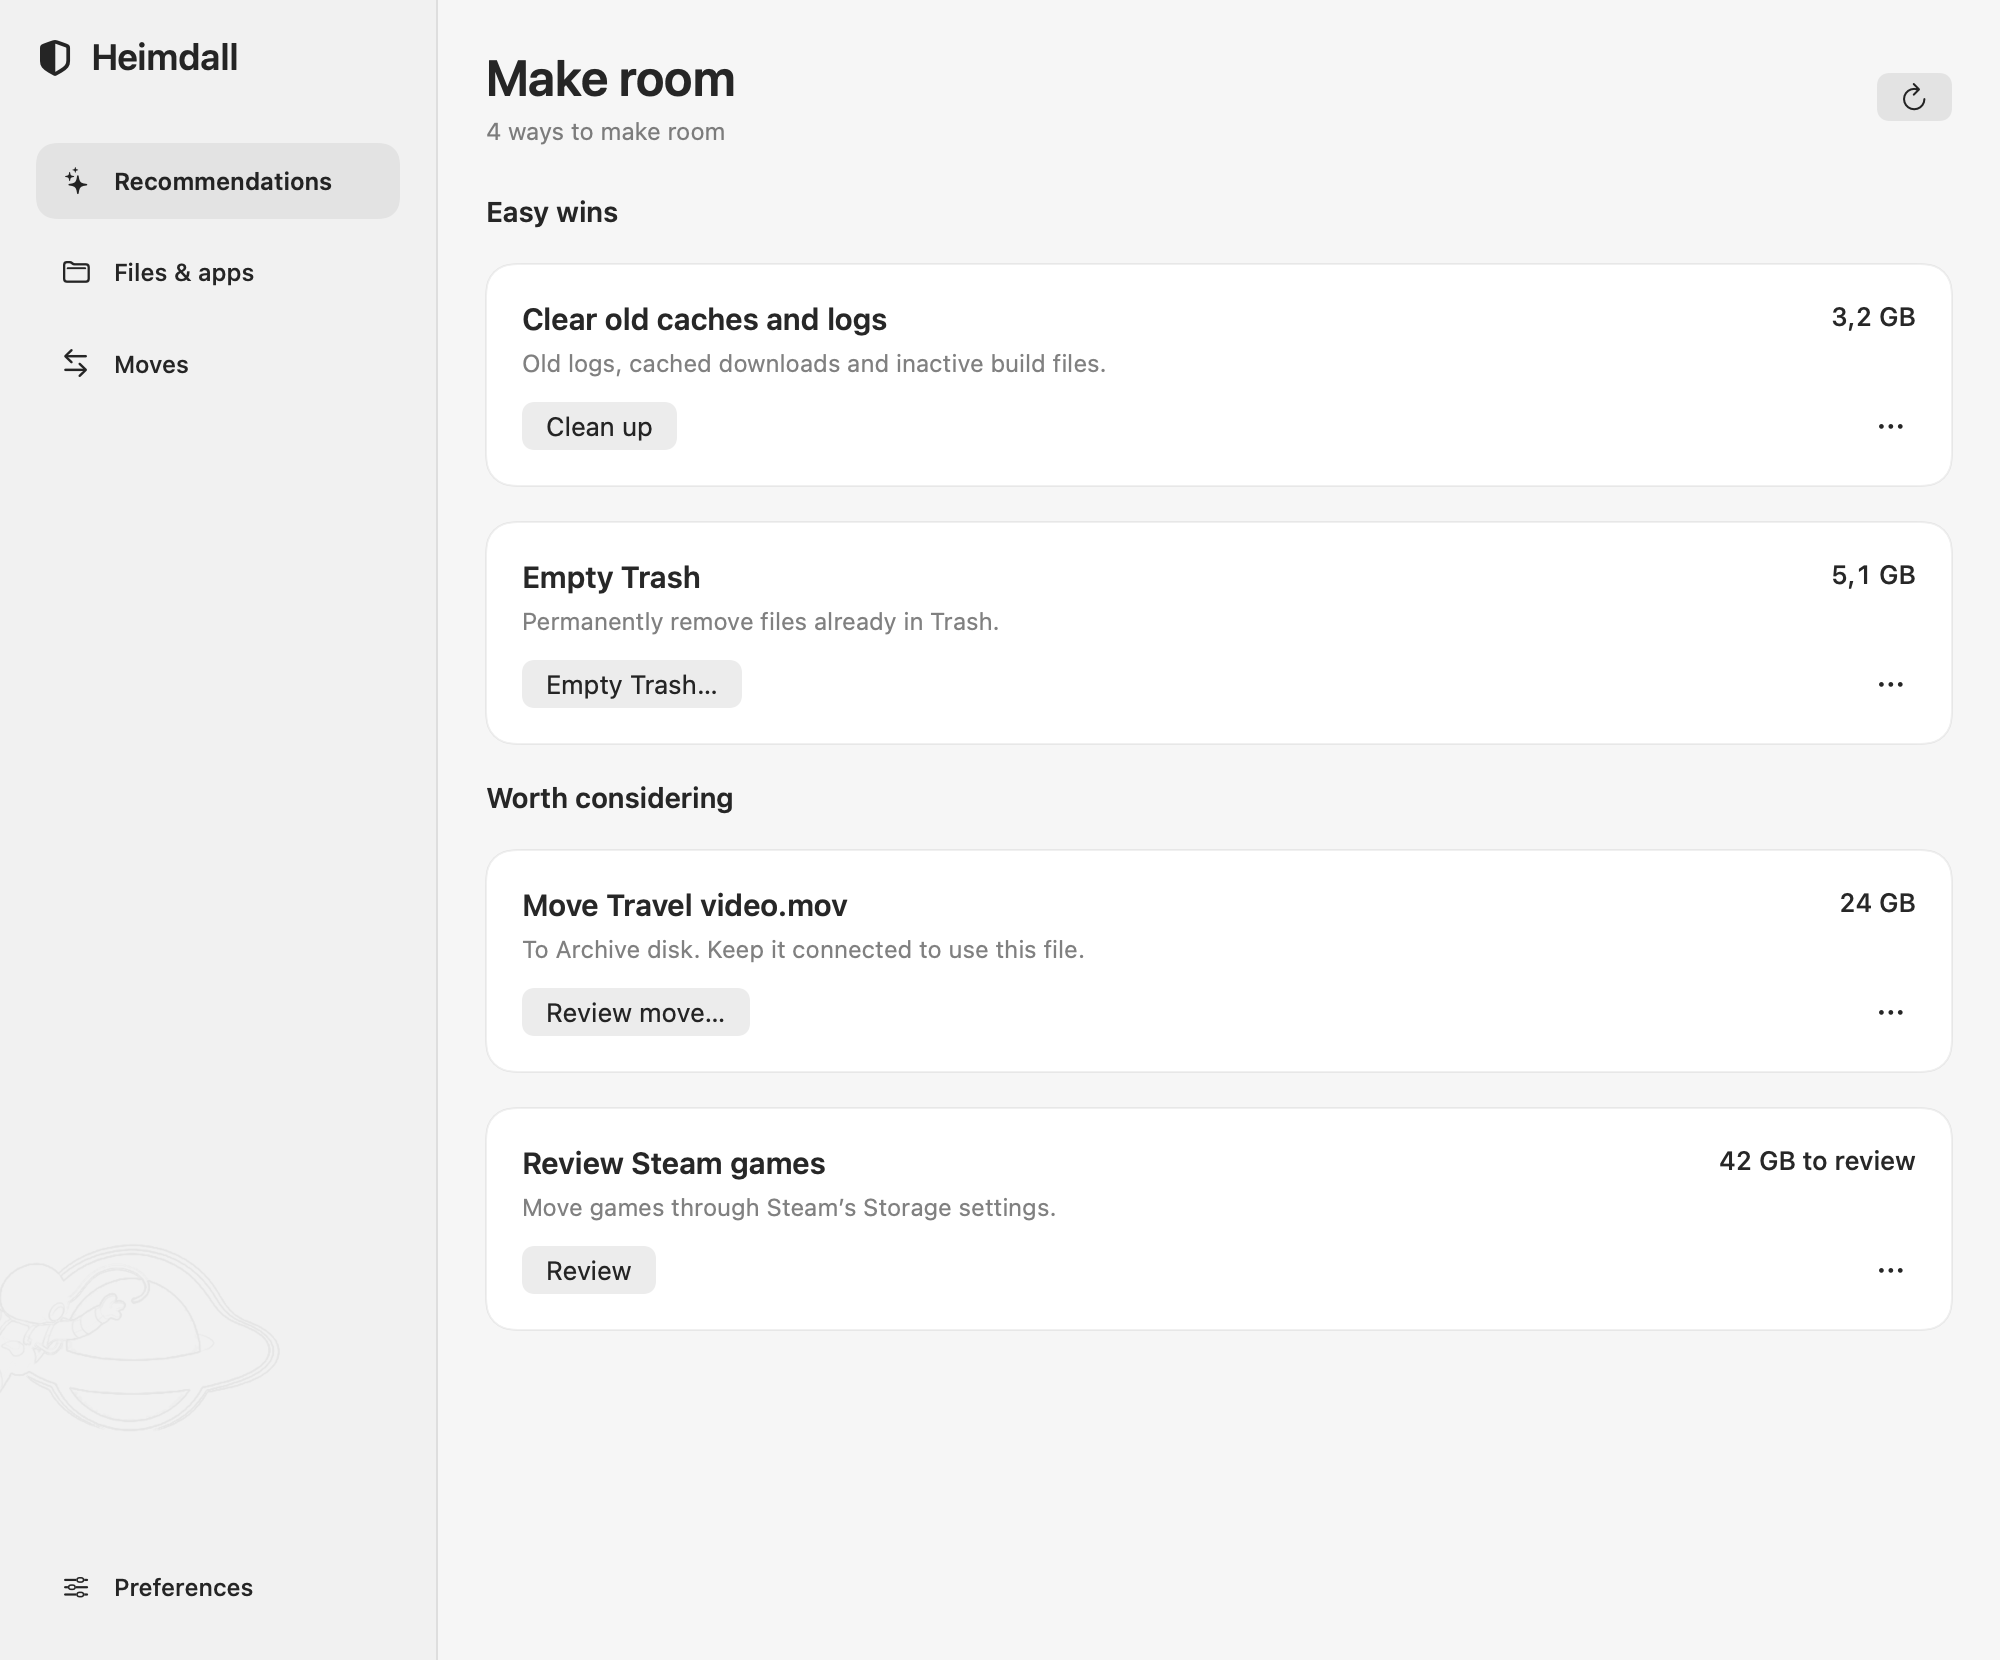 Heimdall
Recommendations
Files & apps
Moves
Preferences
Make room
4 ways to make room
Easy wins
Clear old caches and logs
3,2 GB
Old logs, cached downloads and inactive build files.
Clean up
Empty Trash
5,1 GB
Permanently remove files already in Trash.
Empty Trash...
Worth considering
Move Travel video.mov
24 GB
To Archive disk. Keep it connected to use this file.
Review move...
Review Steam games
42 GB to review
Move games through Steam’s Storage settings.
Review